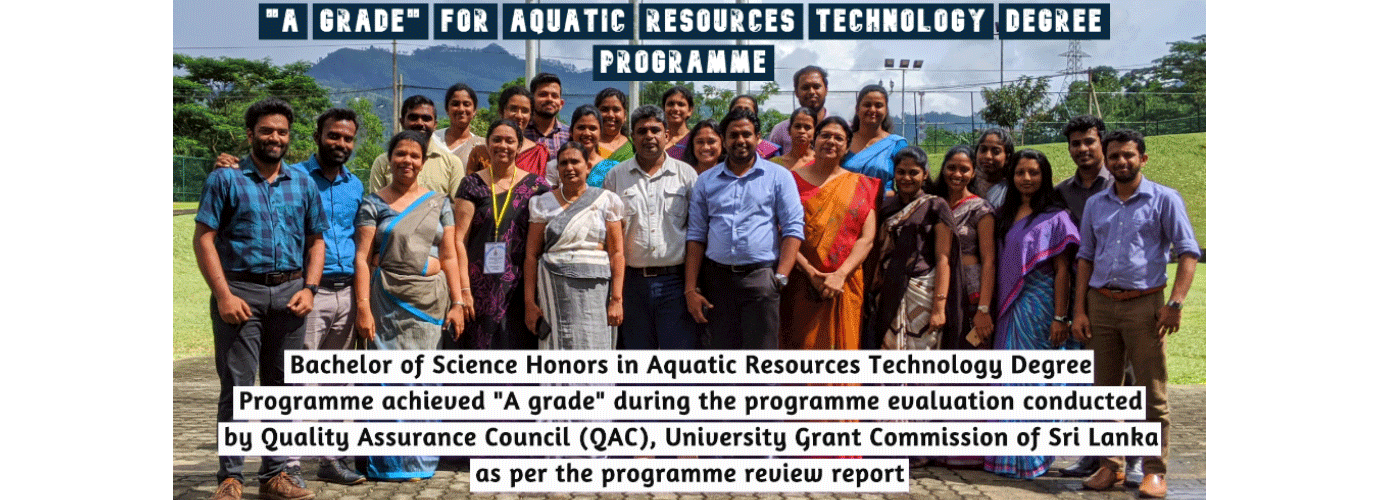 "A GRADE" FOR AQUATIC RESOURCES TECHNOLOGY DEGREE
PROGRAMME
Bachelor of Science Honors in Aquatic Resources Technology Degree
Programme achieved "A grade" during the programme evaluation conducted
by Quality Assurance Council (QAC), University Grant Commission of Sri Lanka
as per the programme review report